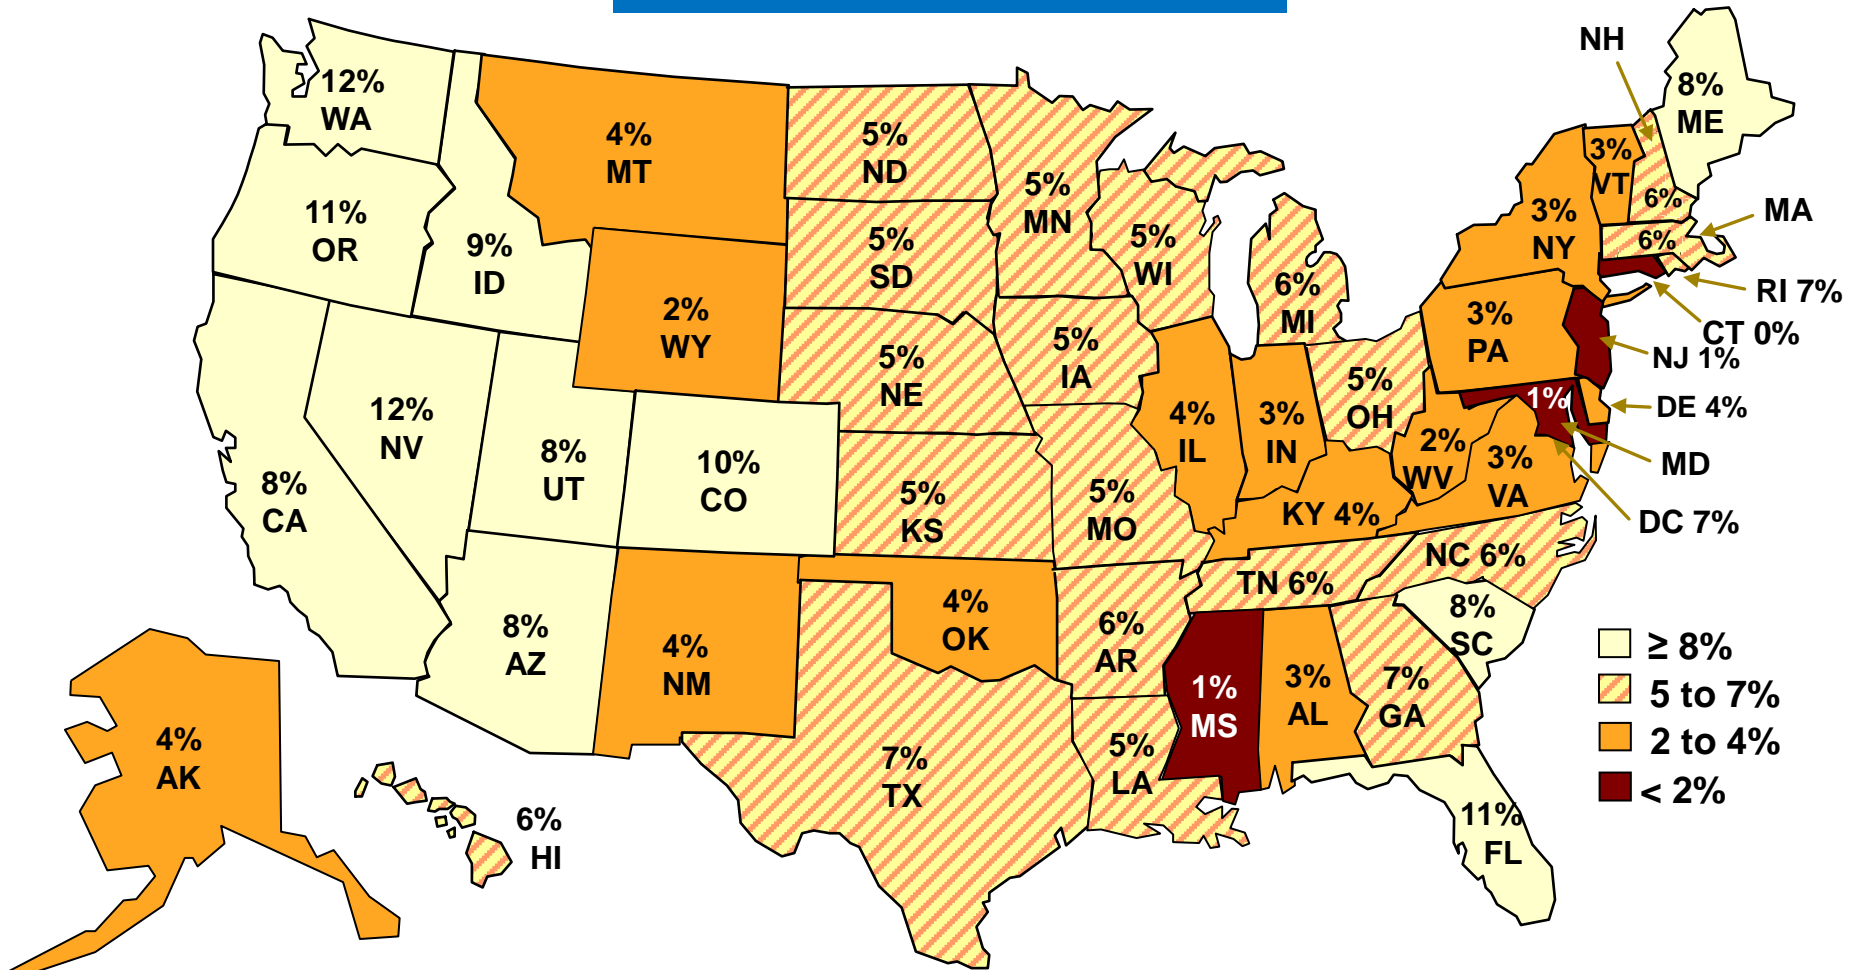 NH
8%
ME
12%
WA
4%
MT
5%
ND
3%
VT
5%
MN
6%
MA
11%
OR
9%
ID
5%
SD
5%
WI
3%
NY
6%
6%
MI
RI 7%
2%
WY
3%
PA
CT 0%
5%
IA
NJ 1%
5%
NE
5%
OH
1%
DE 4%
12%
NV
4%
IL
3%
IN
2%
WV
3%
VA
MD
8%
UT
10%
CO
8%
CA
5%
KS
5%
MO
KY 4%
DC 7%
NC 6%
TN 6%
4%
OK
8%
SC
8%
AZ
4%
NM
6%
AR
1%
MS
3%
AL
7%
GA
≥ 8%
5 to 7%
2 to 4%
< 2%
4%
AK
7%
TX
5%
LA
6%
HI
11%
FL